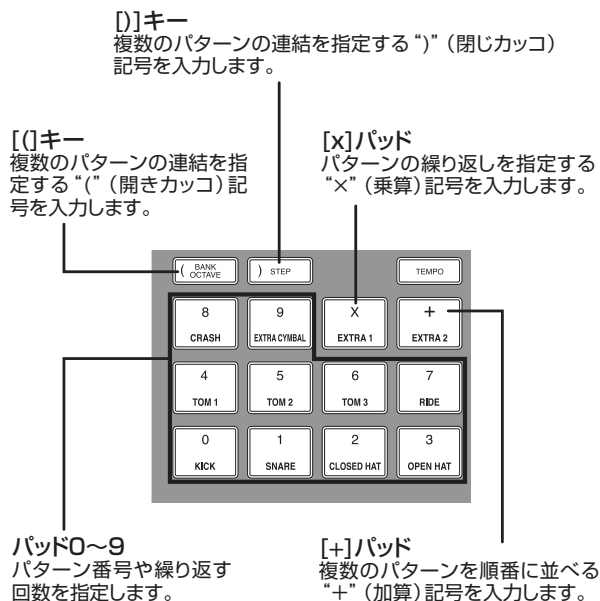 [)]キー
複数のパターンの連結を指定する“)”（閉じカッコ）
記号を入力します。
[(]キー
複数のパターンの連結を指
定する“(”（開きカッコ）記
号を入力します。
[x]パッド
パターンの繰り返しを指定する
“×”（乗算）記号を入力します。
( BANK OCTAVE
) STEP
TEMPO
8
CRASH
9
EXTRA CYMBAL
X
EXTRA 1
+
EXTRA 2
4
TOM 1
5
TOM 2
6
TOM 3
7
RIDE
0
KICK
1
SNARE
2
CLOSED HAT
3
OPEN HAT
パッド0〜9
パターン番号や繰り返す
回数を指定します。
[+]パッド
複数のパターンを順番に並べる
“+”（加算）記号を入力します。